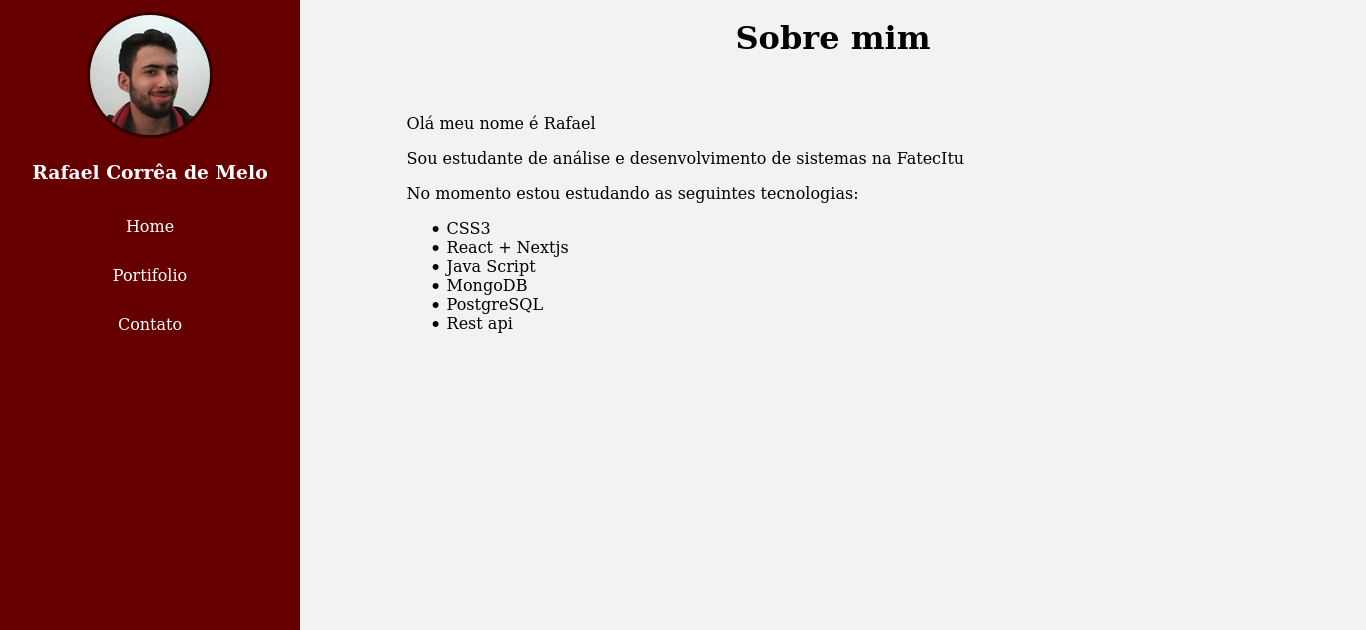 Rafael Corrêa de Melo
Home
Portifolio
Contato
Sobre mim
Olá meu nome é Rafael
Sou estudante de análise e desenvolvimento de sistemas na FatecItu
No momento estou estudando as seguintes tecnologias:
• CSS3
• React + Nextjs
• Java Script
• MongoDB
• PostgreSQL
• Rest api